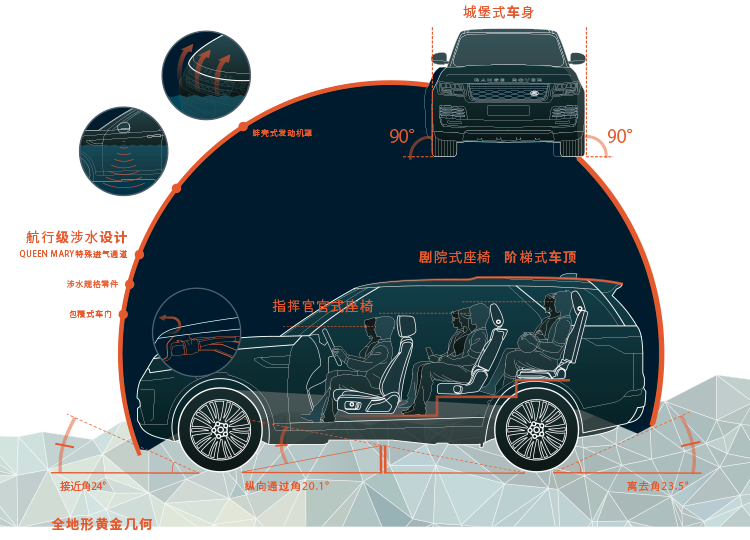 城堡式车身
RANGE ROVER
90°
90°
蚌壳式发动机罩
航行级涉水设计
QUEEN MARY特殊进气通道
剧院式座椅 阶梯式车顶
涉水规格零件
指挥官式座椅
包覆式车门
接近角24°
纵向通过角20.1°
离去角23.5°
全地形黄金几何